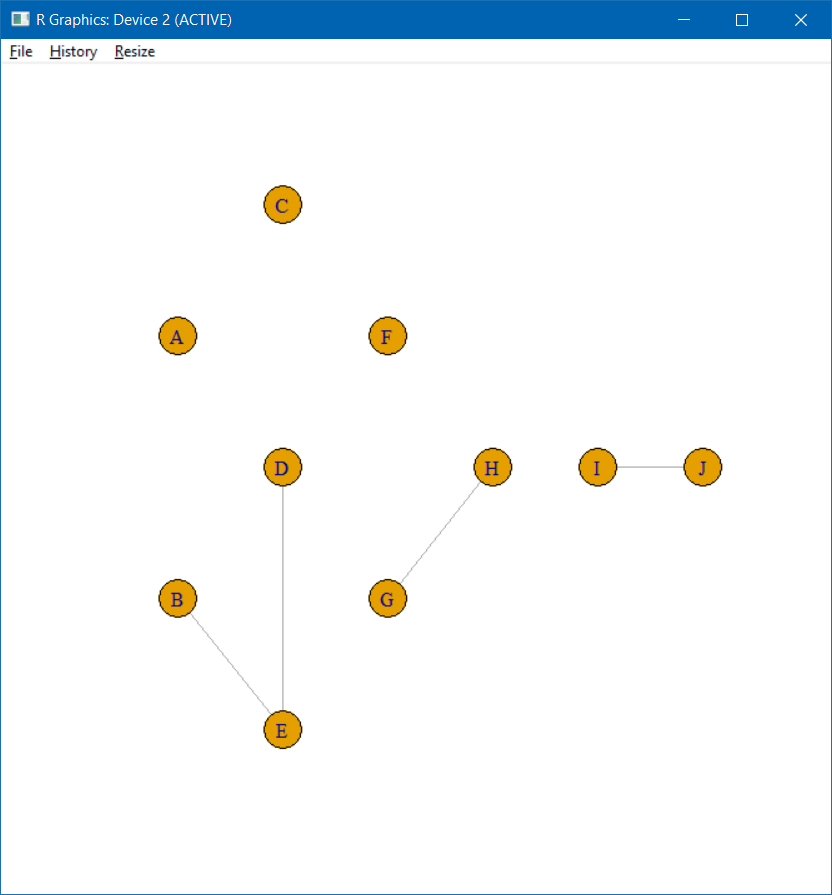 R Graphics: Device 2 (ACTIVE)
File History Resize
C
A F
D H I J
B G
E